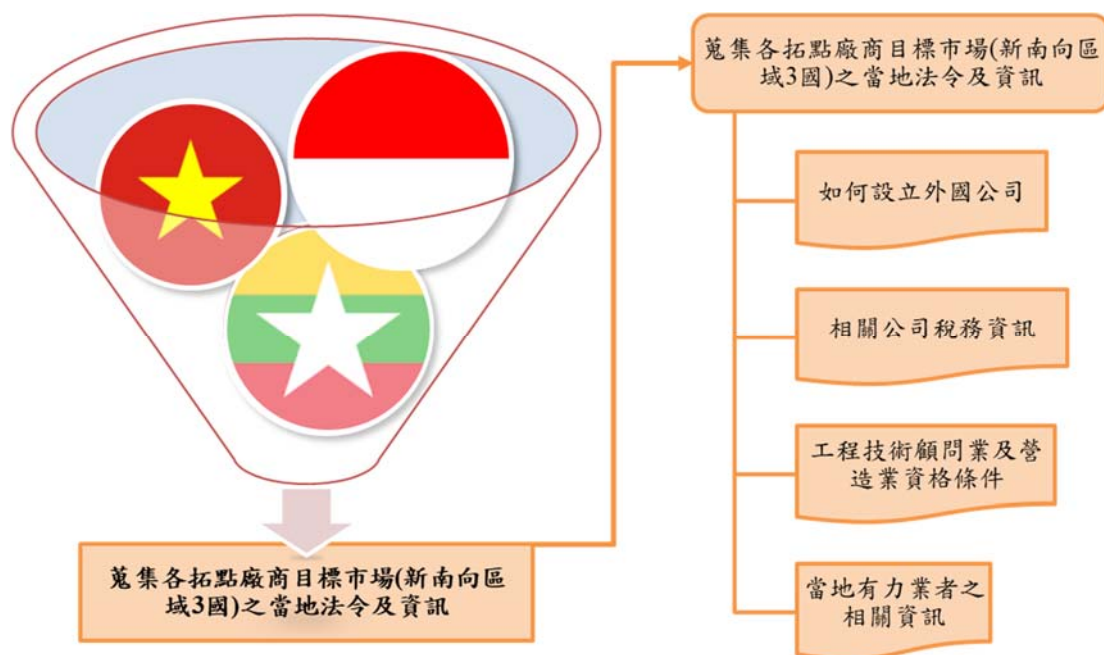 蒐集各拓點廠商目標市場(新南向區
域3國)之當地法令及資訊
蒐集各拓點廠商目標市場(新南向區
域3國)之當地法令及資訊
如何設立外國公司
相關公司稅務資訊
工程技術顧問業及營
造業資格條件
當地有力業者之
相關資訊